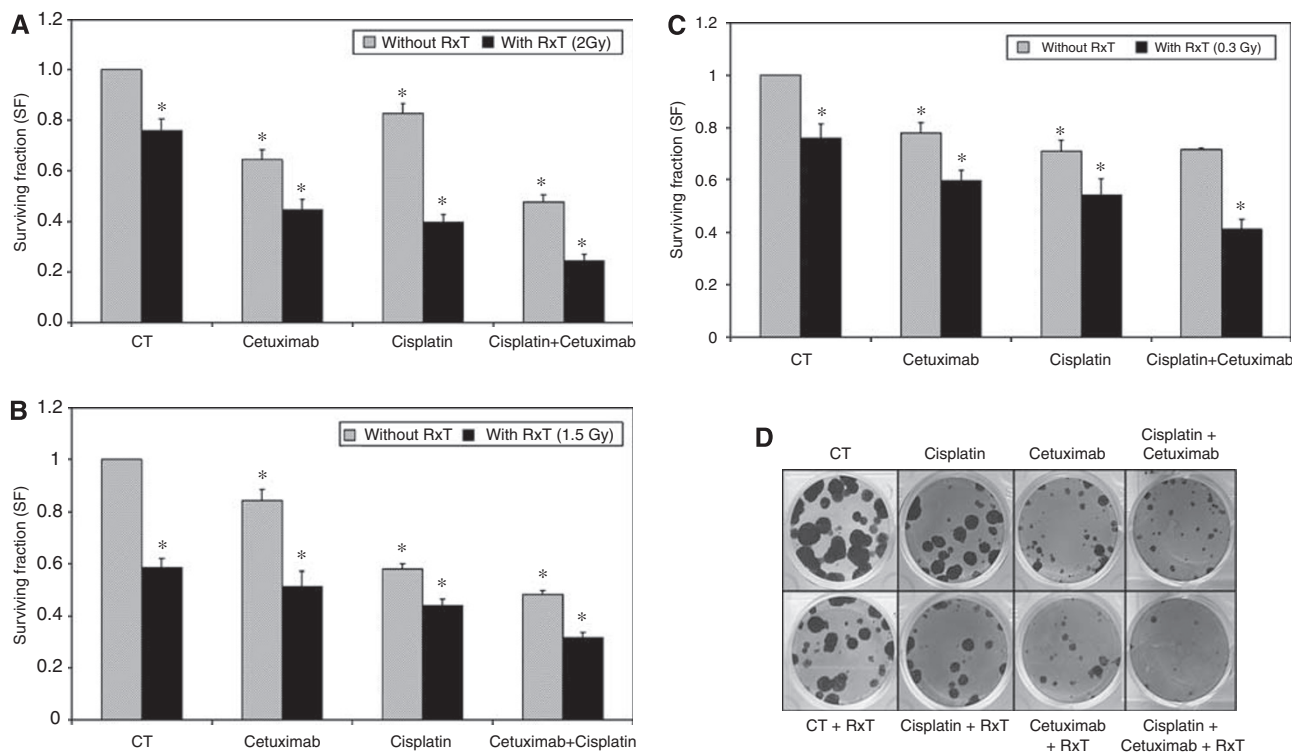 A
1.2
1.0
0.8
0.6
0.4
0.2
0.0
Surviving fraction (SF)
Without RxT With RxT (2Gy)
*
*
*
*
*
*
*
CT Cetuximab Cisplatin Cisplatin+Cetuximab
B
1.2
1
0.8
0.6
0.4
0.2
0
Surviving fraction (SF)
Without RxT With RxT (1.5 Gy)
*
*
*
*
*
*
*
CT Cetuximab Cisplatin Cetuximab+Cisplatin
C
1.2
1
0.8
0.6
0.4
0.2
0
Surviving fraction (SF)
Without RxT With RxT (0.3 Gy)
*
*
*
*
*
*
CT Cetuximab Cisplatin Cisplatin+Cetuximab
D
CT Cisplatin Cetuximab Cisplatin +
Cetuximab
CT + RxT Cisplatin + RxT Cetuximab Cisplatin +
+ RxT Cetuximab + RxT